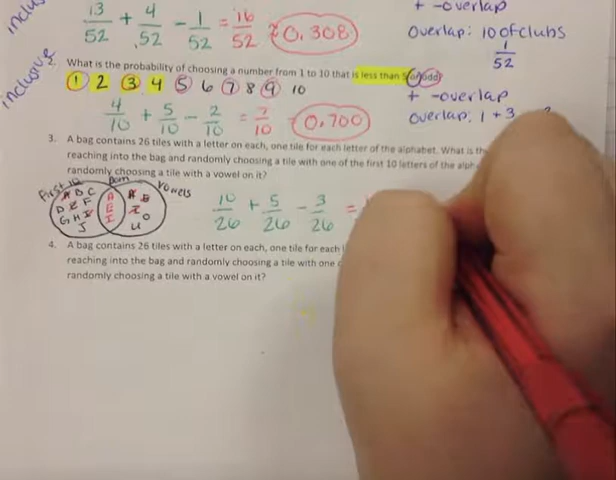 13/52 + 4/52 - 1/52 = 16/52 ≈ 0.308
+ -overlap
overlap: 10 of clubs
1/52
inclusive
What is the probability of choosing a number from 1 to 10 that is less than 5 or odd?
1 2 3 4 5 6 7 8 9 10
+ -overlap
overlap: 1 + 3
4/10 + 5/10 - 2/10 = 7/10 = 0.700
3. A bag contains 26 tiles with a letter on each, one tile for each letter of the alphabet. What is
reaching into the bag and randomly choosing a tile with one of the first 10 letters of the
randomly choosing a tile with a vowel on it?
First 10 Both Vowels
A B C A A E
D E F E I
G H I I O
J U
10/26 + 5/26 - 3/26 =
4. A bag contains 26 tiles with a letter on each, one tile for each
reaching into the bag and randomly choosing a tile with one
randomly choosing a tile with a vowel on it?